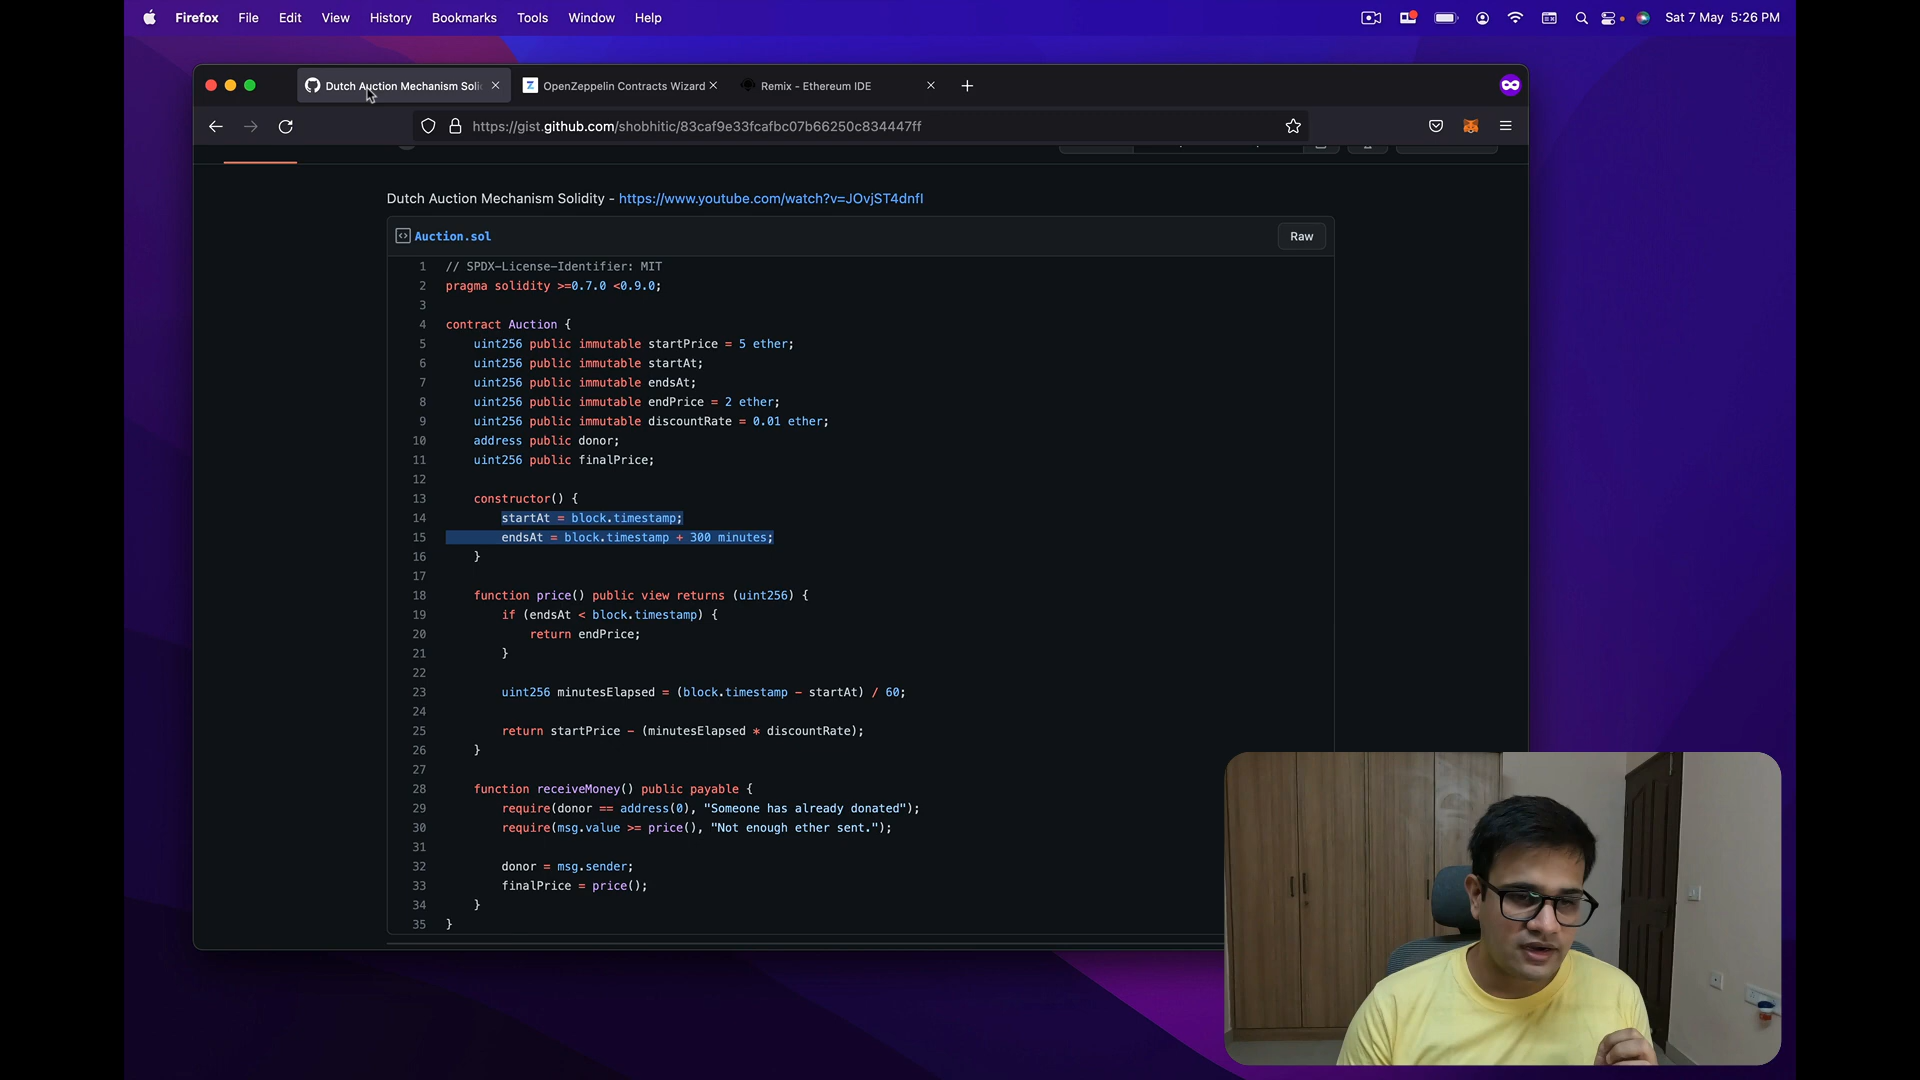 Firefox File Edit View History Bookmarks Tools Window Help Sat 7 May 5:26 PM
Dutch Auction Mechanism Soli OpenZeppelin Contracts Wizard Remix - Ethereum IDE
https://gist.github.com/shobhitic/83caf9e33fcafbc07b66250c834447ff
Dutch Auction Mechanism Solidity - https://www.youtube.com/watch?v=JOvjST4dnfI
Auction.sol Raw
1 // SPDX-License-Identifier: MIT
2 pragma solidity >=0.7.0 <0.9.0;
3
4 contract Auction {
5 uint256 public immutable startPrice = 5 ether;
6 uint256 public immutable startAt;
7 uint256 public immutable endsAt;
8 uint256 public immutable endPrice = 2 ether;
9 uint256 public immutable discountRate = 0.01 ether;
10 address public donor;
11 uint256 public finalPrice;
12
13 constructor() {
14 startAt = block.timestamp;
15 endsAt = block.timestamp + 300 minutes;
16 }
17
18 function price() public view returns (uint256) {
19 if (endsAt < block.timestamp) {
20 return endPrice;
21 }
22
23 uint256 minutesElapsed = (block.timestamp - startAt) / 60;
24
25 return startPrice - (minutesElapsed * discountRate);
26 }
27
28 function receiveMoney() public payable {
29 require(donor == address(0), "Someone has already donated");
30 require(msg.value >= price(), "Not enough ether sent.");
31
32 donor = msg.sender;
33 finalPrice = price();
34 }
35 }